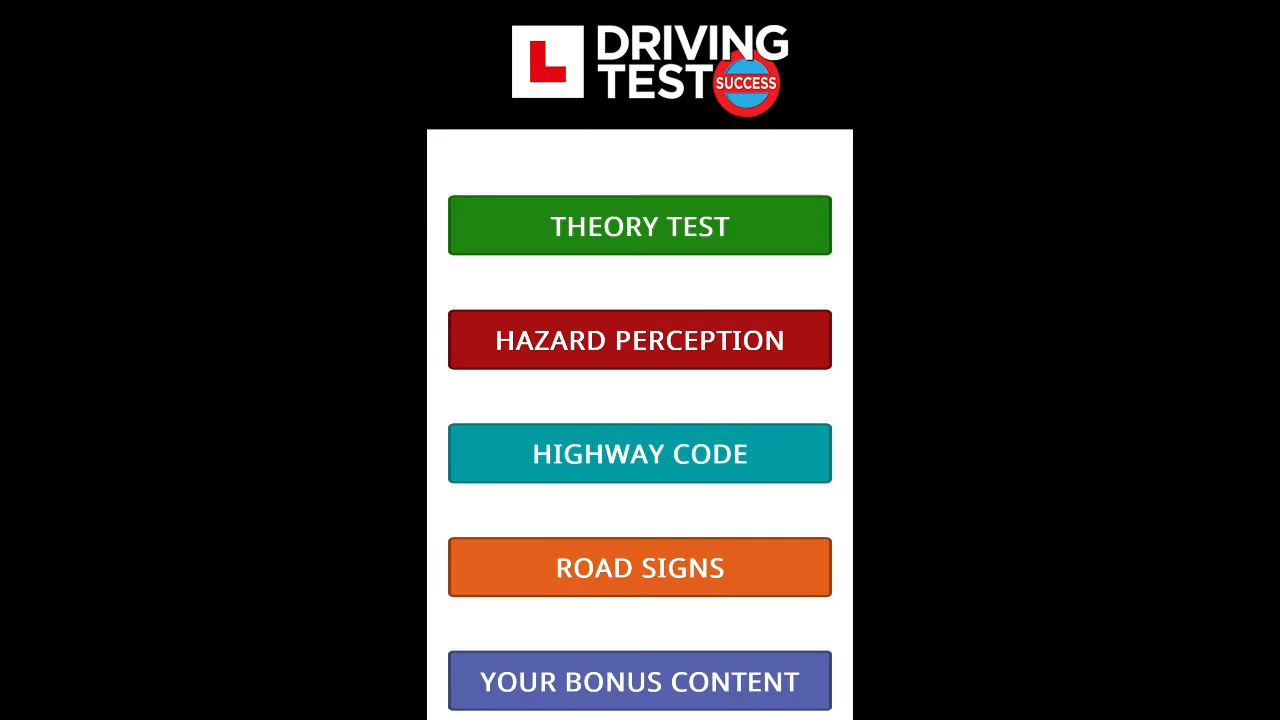 L
DRIVING
TEST
SUCCESS
THEORY TEST
HAZARD PERCEPTION
HIGHWAY CODE
ROAD SIGNS
YOUR BONUS CONTENT